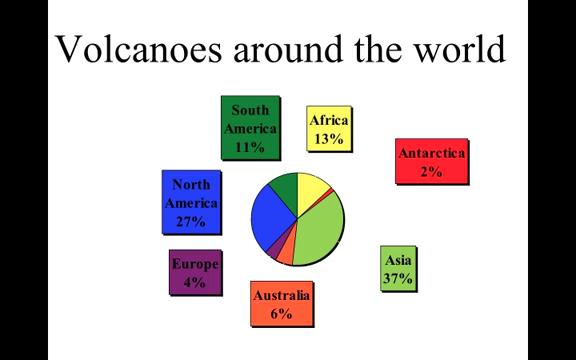 Volcanoes around the world
South
America
11%
Africa
13%
Antarctica
2%
North
America
27%
Europe
4%
Asia
37%
Australia
6%